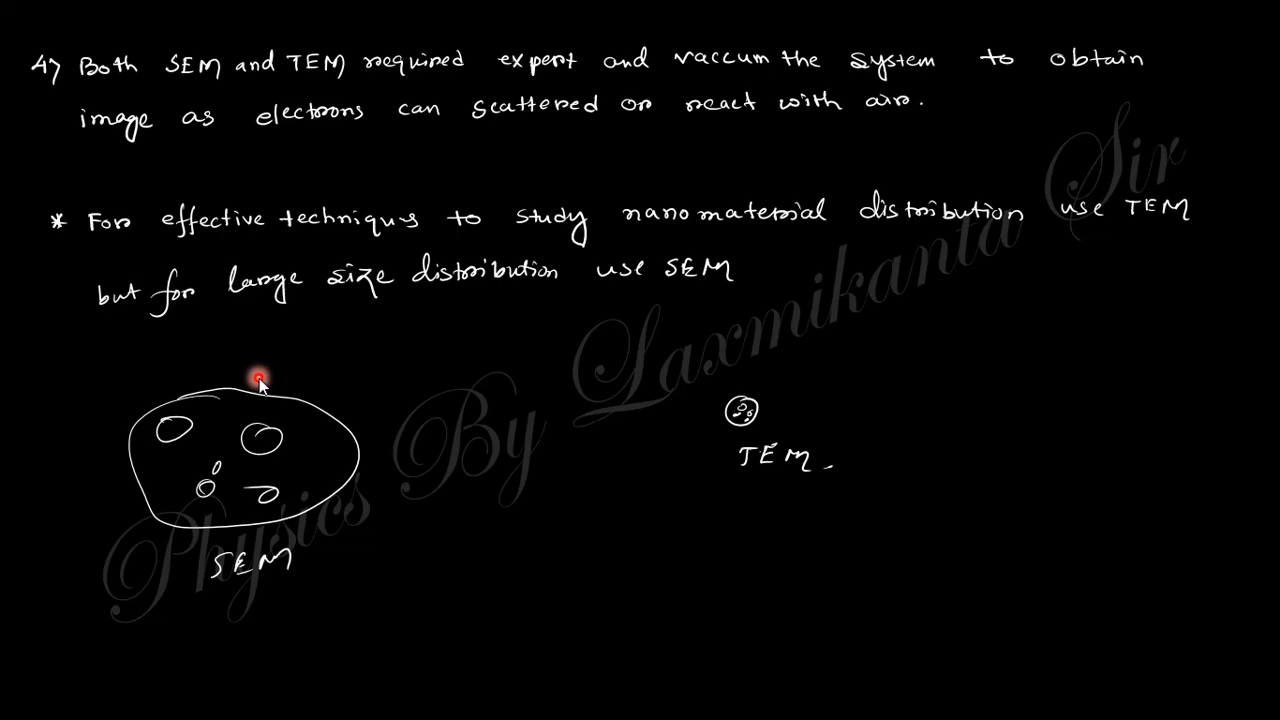 4) Both SEM and TEM required expert and vaccum the system to obtain
image as electrons can scattered or react with air.
* For effective techniques to study nanomaterial distribution use TEM
but for large size distribution use SEM
TEM.
SEM
Physics By Laxmikanta Sir